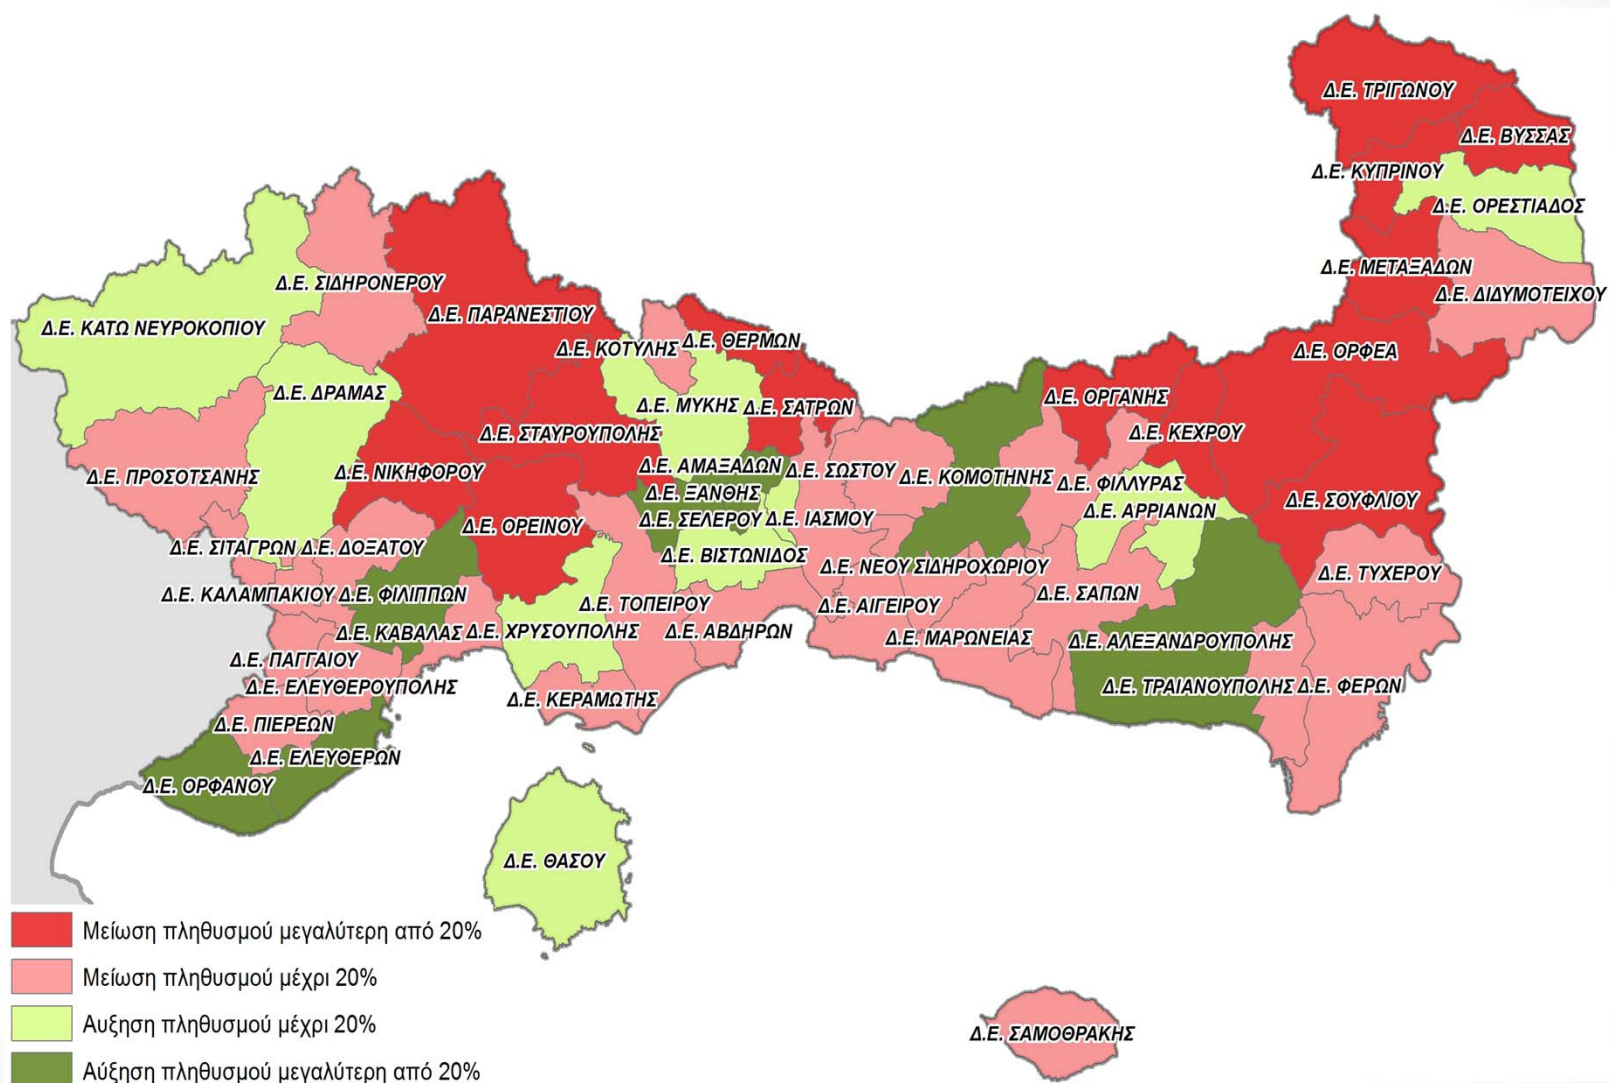 Δ.Ε. ΤΡΙΓΩΝΟΥ
Δ.Ε. ΒΥΣΣΑΣ
Δ.Ε. ΚΥΠΡΙΝΟΥ
Δ.Ε. ΟΡΕΣΤΙΑΔΟΣ
Δ.Ε. ΜΕΤΑΞΑΔΩΝ
Δ.Ε. ΣΙΔΗΡΟΝΕΡΟΥ
Δ.Ε. ΔΙΔΥΜΟΤΕΙΧΟΥ
Δ.Ε. ΠΑΡΑΝΕΣΤΙΟΥ
Δ.Ε. ΚΑΤΩ ΝΕΥΡΟΚΟΠΙΟΥ
Δ.Ε. ΘΕΡΜΩΝ
Δ.Ε. ΚΟΤΥΛΗΣ
Δ.Ε. ΟΡΦΕΑ
Δ.Ε. ΔΡΑΜΑΣ
Δ.Ε. ΟΡΓΑΝΗΣ
Δ.Ε. ΜΥΚΗΣ
Δ.Ε. ΣΑΤΡΩΝ
Δ.Ε. ΣΤΑΥΡΟΥΠΟΛΗΣ
Δ.Ε. ΚΕΧΡΟΥ
Δ.Ε. ΑΜΑΞΑΔΩΝ
Δ.Ε. ΝΙΚΗΦΟΡΟΥ
Δ.Ε. ΣΩΣΤΟΥ
Δ.Ε. ΠΡΟΣΟΤΣΑΝΗΣ
Δ.Ε. ΚΟΜΟΤΗΝΗΣ
Δ.Ε. ΦΙΛΛΥΡΑΣ
Δ.Ε. ΞΑΝΘΗΣ
Δ.Ε. ΣΟΥΦΛΙΟΥ
Δ.Ε. ΑΡΡΙΑΝΩΝ
Δ.Ε. ΣΕΛΕΡΟΥ
Δ.Ε. ΙΑΣΜΟΥ
Δ.Ε. ΟΡΕΙΝΟΥ
Δ.Ε. ΣΙΤΑΓΡΩΝ
Δ.Ε. ΔΟΞΑΤΟΥ
Δ.Ε. ΒΙΣΤΩΝΙΔΟΣ
Δ.Ε. ΝΕΟΥ ΣΙΔΗΡΟΧΩΡΙΟΥ
Δ.Ε. ΤΥΧΕΡΟΥ
Δ.Ε. ΚΑΛΑΜΠΑΚΙΟΥ
Δ.Ε. ΦΙΛΙΠΠΩΝ
Δ.Ε. ΣΑΠΩΝ
Δ.Ε. ΤΟΠΕΙΡΟΥ
Δ.Ε. ΑΙΓΕΙΡΟΥ
Δ.Ε. ΚΑΒΑΛΑΣ
Δ.Ε. ΧΡΥΣΟΥΠΟΛΗΣ
Δ.Ε. ΑΒΔΗΡΩΝ
Δ.Ε. ΜΑΡΩΝΕΙΑΣ
Δ.Ε. ΑΛΕΞΑΝΔΡΟΥΠΟΛΗΣ
Δ.Ε. ΠΑΓΓΑΙΟΥ
Δ.Ε. ΕΛΕΥΘΕΡΟΥΠΟΛΗΣ
Δ.Ε. ΤΡΑΙΑΝΟΥΠΟΛΗΣ
Δ.Ε. ΦΕΡΩΝ
Δ.Ε. ΚΕΡΑΜΩΤΗΣ
Δ.Ε. ΠΙΕΡΕΩΝ
Δ.Ε. ΕΛΕΥΘΕΡΩΝ
Δ.Ε. ΟΡΦΑΝΟΥ
Δ.Ε. ΘΑΣΟΥ
Δ.Ε. ΣΑΜΟΘΡΑΚΗΣ
Μείωση πληθυσμού μεγαλύτερη από 20%
Μείωση πληθυσμού μέχρι 20%
Αυξηση πληθυσμού μέχρι 20%
Αύξηση πληθυσμού μεγαλύτερη από 20%